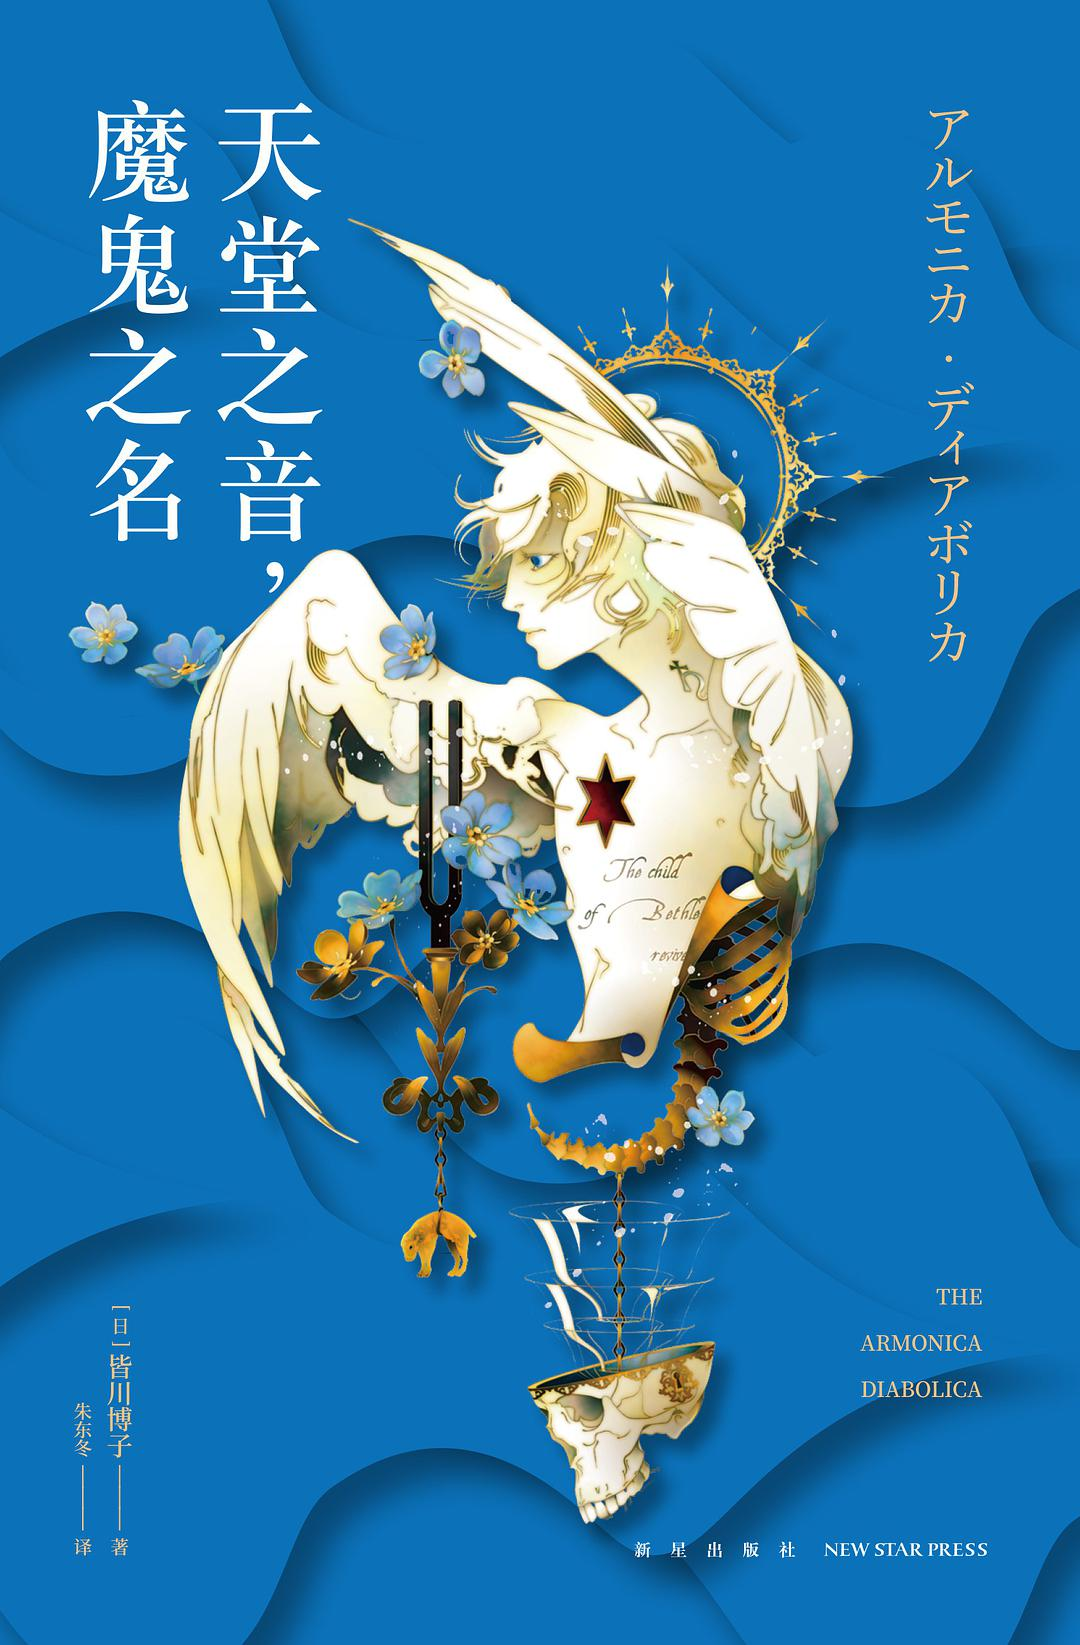 天堂之音，
魔鬼之名
アルモニカ・ディアボリカ
The child
of Bethle
revive
THE
ARMONICA
DIABOLICA
［日］皆川博子——著
朱东冬——译
新星出版社 NEW STAR PRESS